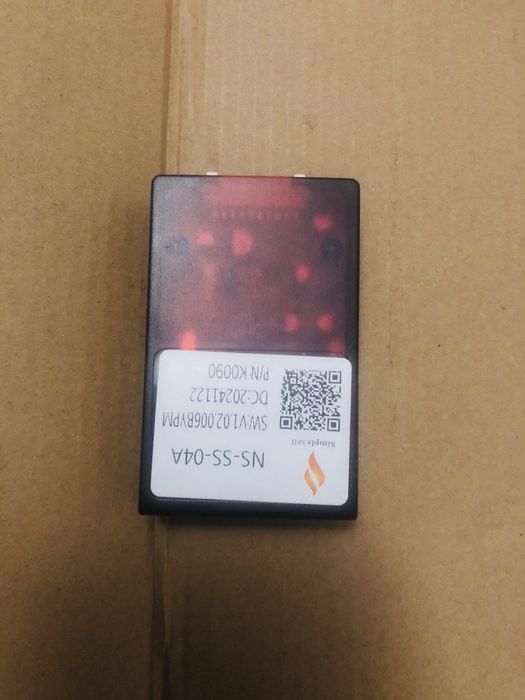 Simple soft
NS-SS-04A
SW:V1.02.006BYPM
DC:20241122
P/N:K0090